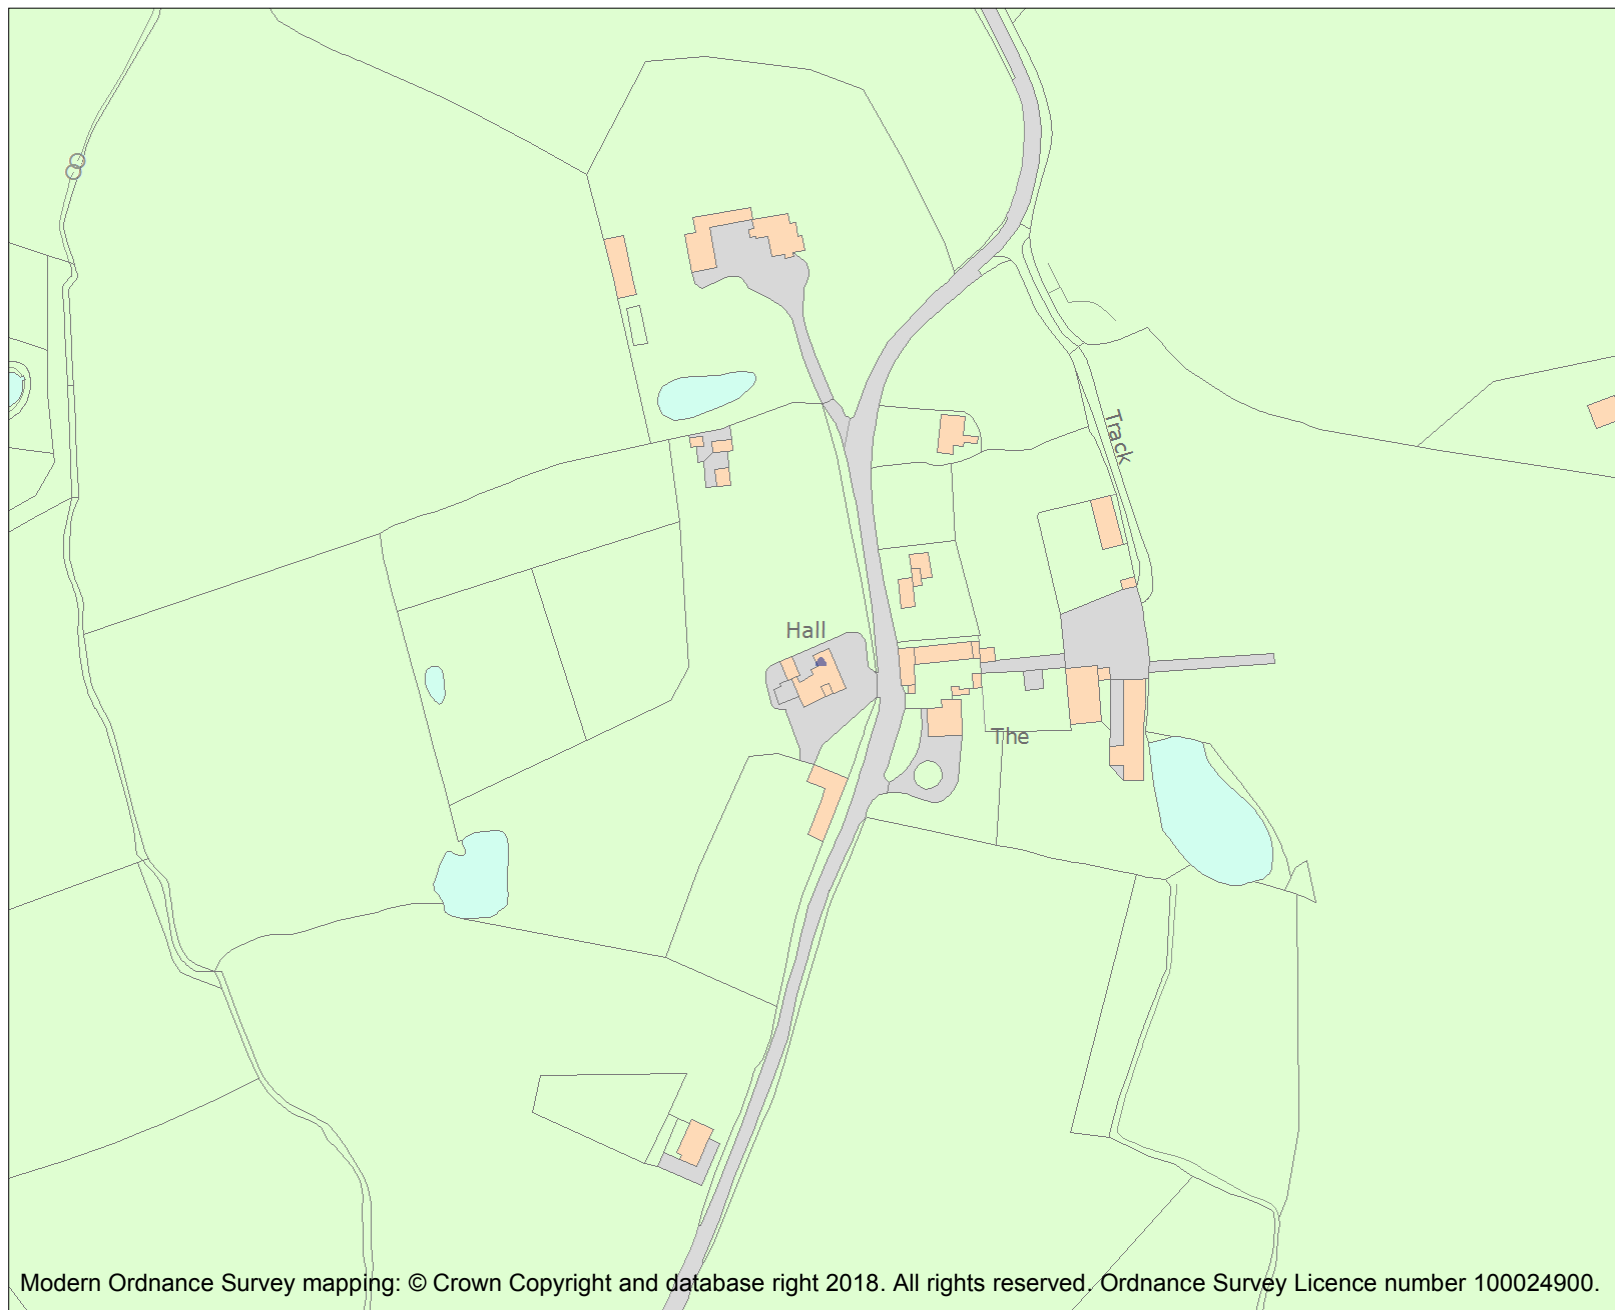 Track
Hall
The
Modern Ordnance Survey mapping: © Crown Copyright and database right 2018. All rights reserved. Ordnance Survey Licence number 100024900.